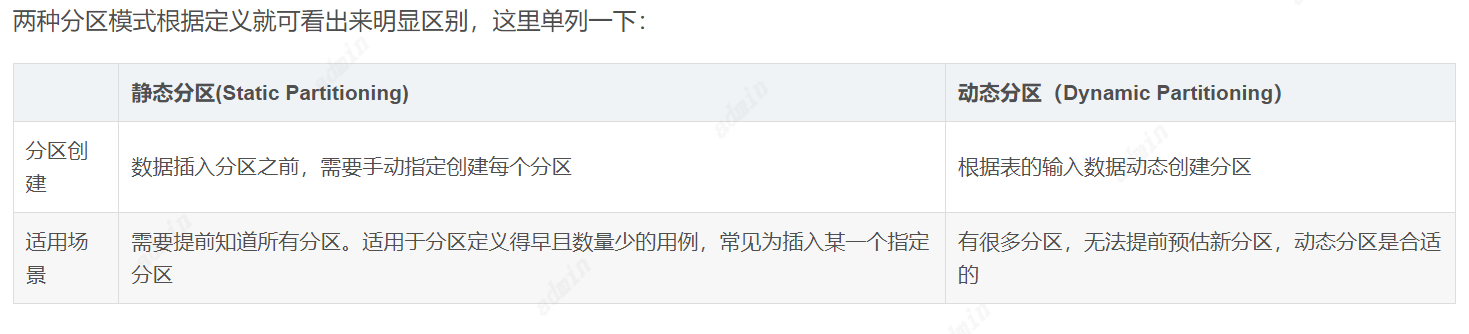 两种分区模式根据定义就可看出来明显区别，这里单列一下：
静态分区(Static Partitioning)
动态分区（Dynamic Partitioning）
分区创
建
数据插入分区之前，需要手动指定创建每个分区
根据表的输入数据动态创建分区
适用场
景
需要提前知道所有分区。适用于分区定义得早且数量少的用例，常见为插入某一个指定
分区
有很多分区，无法提前预估新分区，动态分区是合适
的
admin
admin
admin
admin
admin
admin